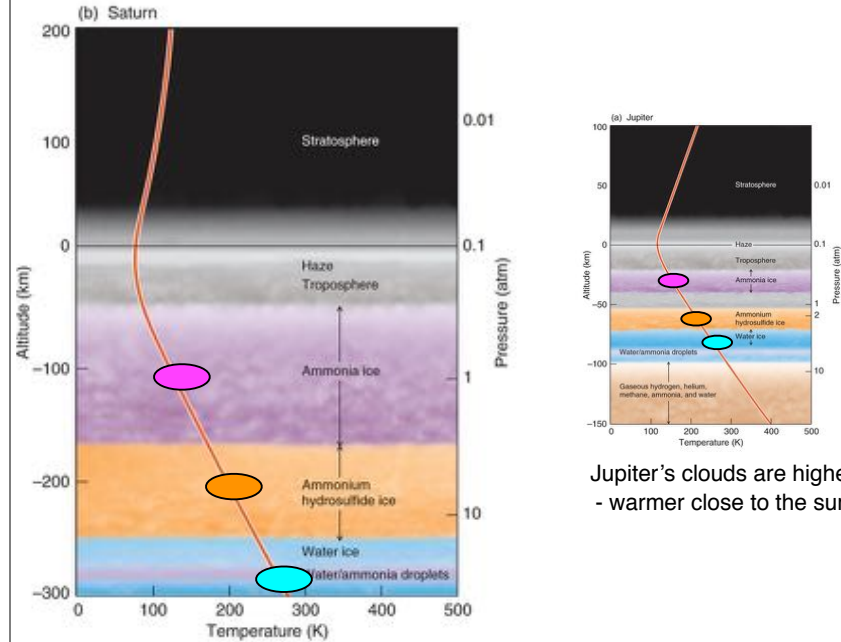 (b) Saturn
200
100
0
−100
−200
−300
Altitude (km)
Stratosphere
Haze
Troposphere
Ammonia ice
Ammonium
hydrosulfide ice
Water ice
Water/ammonia droplets
0.01
0.1
1
10
Pressure (atm)
0 100 200 300 400 500
Temperature (K)
(a) Jupiter
100
50
0
−50
−100
−150
Altitude (km)
Stratosphere
Haze
Troposphere
Ammonia ice
Ammonium
hydrosulfide ice
Water ice
Water/ammonia droplets
Gaseous hydrogen, helium,
methane, ammonia, and water
0.01
0.1
1
2
10
Pressure (atm)
0 100 200 300 400 500
Temperature (K)
Jupiter’s clouds are highe
- warmer close to the sur